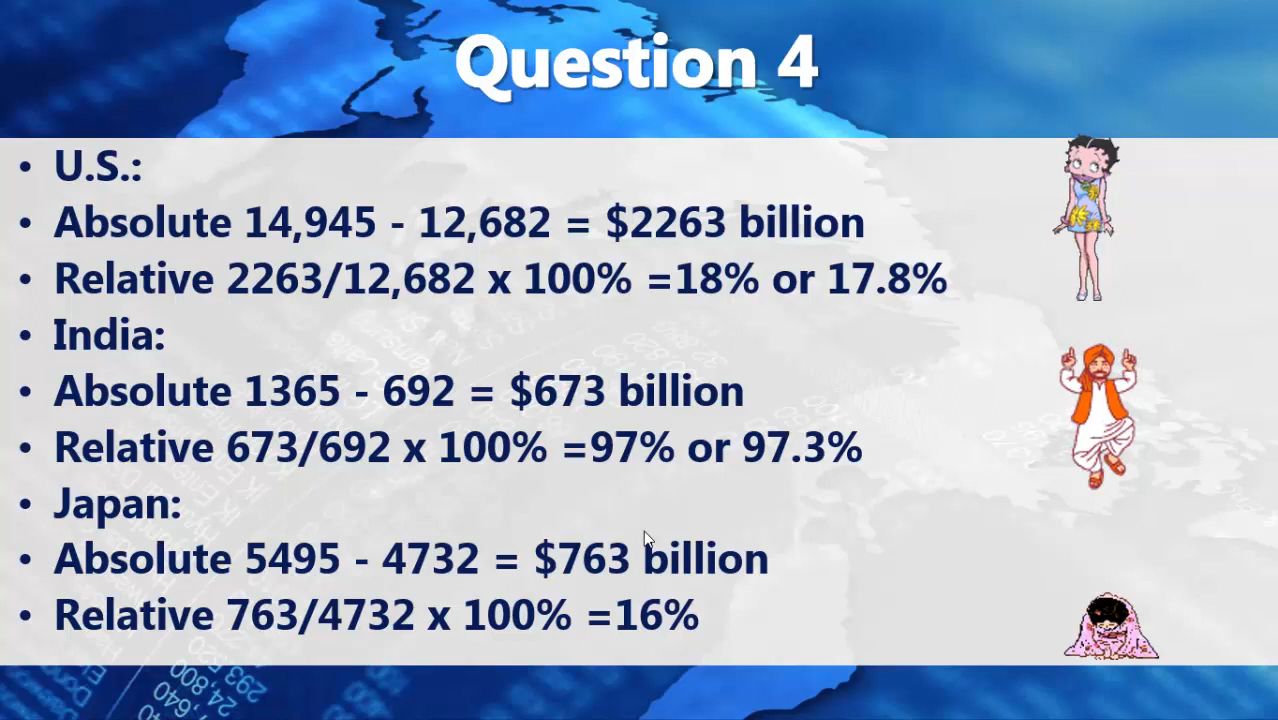 Question 4
• U.S.:
• Absolute 14,945 - 12,682 = $2263 billion
• Relative 2263/12,682 x 100% =18% or 17.8%
• India:
• Absolute 1365 - 692 = $673 billion
• Relative 673/692 x 100% =97% or 97.3%
• Japan:
• Absolute 5495 - 4732 = $763 billion
• Relative 763/4732 x 100% =16%